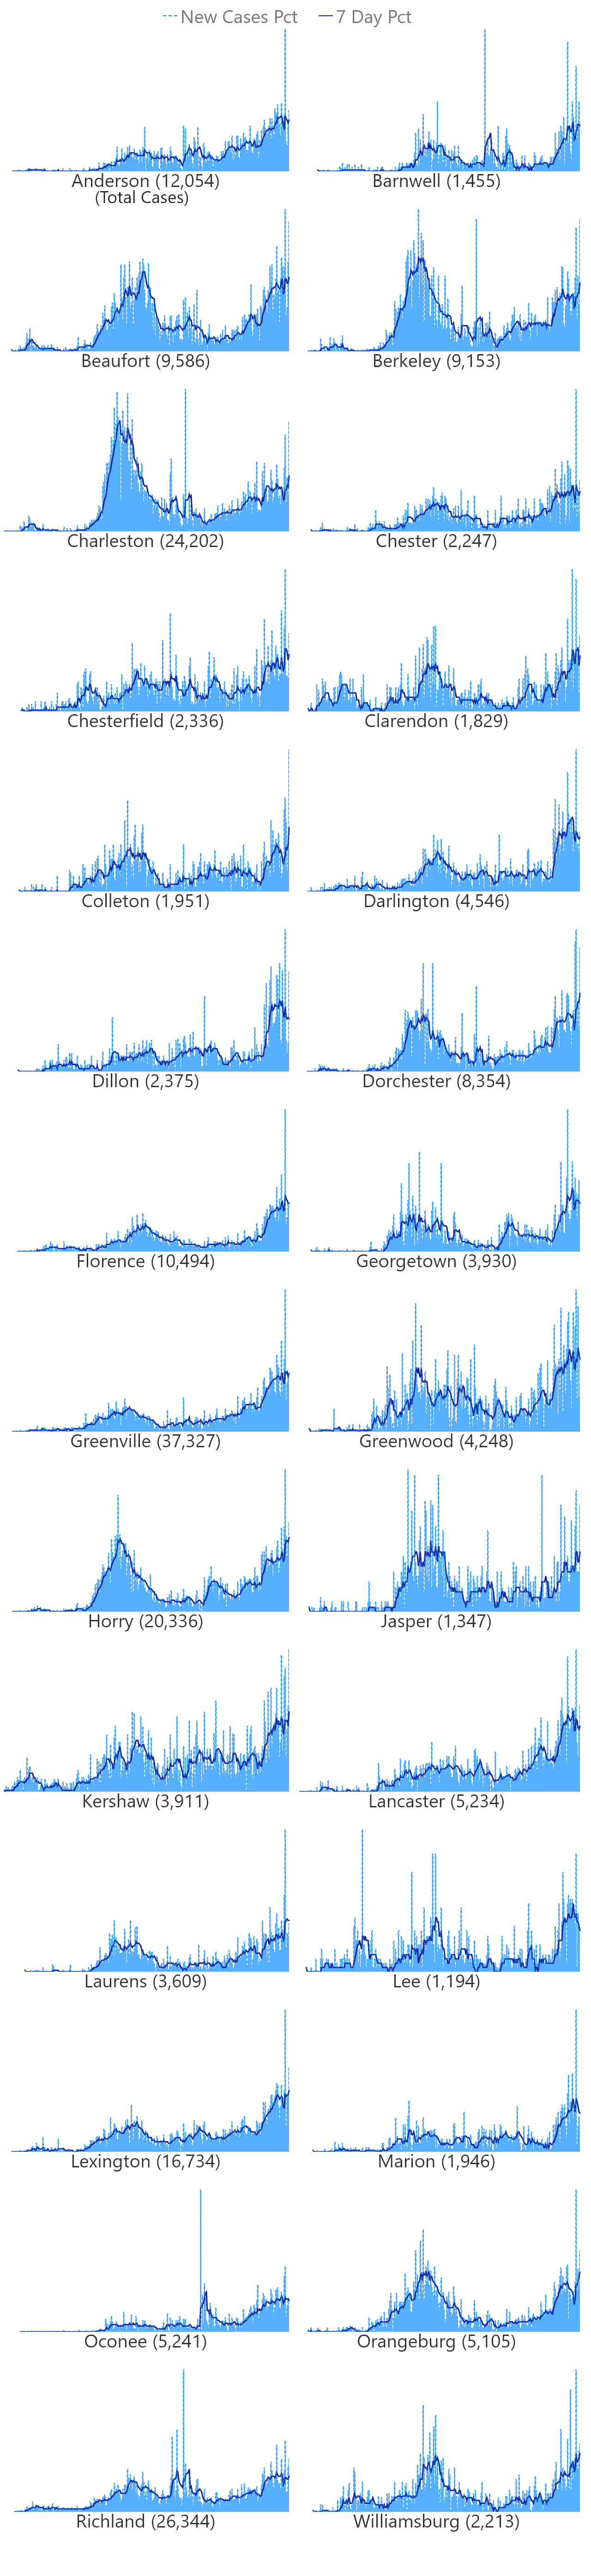 New Cases Pct 7 Day Pct
Anderson (12,054) Barnwell (1,455)
(Total Cases)
Beaufort (9,586) Berkeley (9,153)
Charleston (24,202) Chester (2,247)
Chesterfield (2,336) Clarendon (1,829)
Colleton (1,951) Darlington (4,546)
Dillon (2,375) Dorchester (8,354)
Florence (10,494) Georgetown (3,930)
Greenville (37,327) Greenwood (4,248)
Horry (20,336) Jasper (1,347)
Kershaw (3,911) Lancaster (5,234)
Laurens (3,609) Lee (1,194)
Lexington (16,734) Marion (1,946)
Oconee (5,241) Orangeburg (5,105)
Richland (26,344) Williamsburg (2,213)